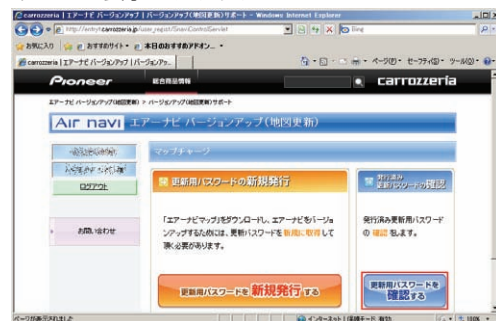 carrozzeria | エアーナビ バージョンアップ | バージョンアップ(地図更新)サポート - Windows Internet Explorer
Bing
お気に入り おすすめサイト 本日のおすすめアドオン...
carrozzeria | エアーナビ バージョンアップ | バージョンアップ...
ページ(P) セーフティ(S) ツール(O)
Pioneer 総合商品情報 carrozzeria
エアーナビ バージョンアップ(地図更新) > バージョンアップ(地図更新)サポート
AIr navi エアーナビ バージョンアップ(地図更新)
マップチャージ
ログアウト
お問い合わせ
更新用パスワードの新規発行
「エアーナビマップ」をダウンロードし、エアーナビをバージョ
ンアップするためには、更新パスワードを新規に取得して
頂く必要があります。
更新用パスワードを新規発行する
発行済み
更新用パスワードの確認
発行済み更新用パスワード
の 確認 をします。
更新用パスワードを
確認する
ページが表示されました
インターネット | 保護モード: 無効 100%